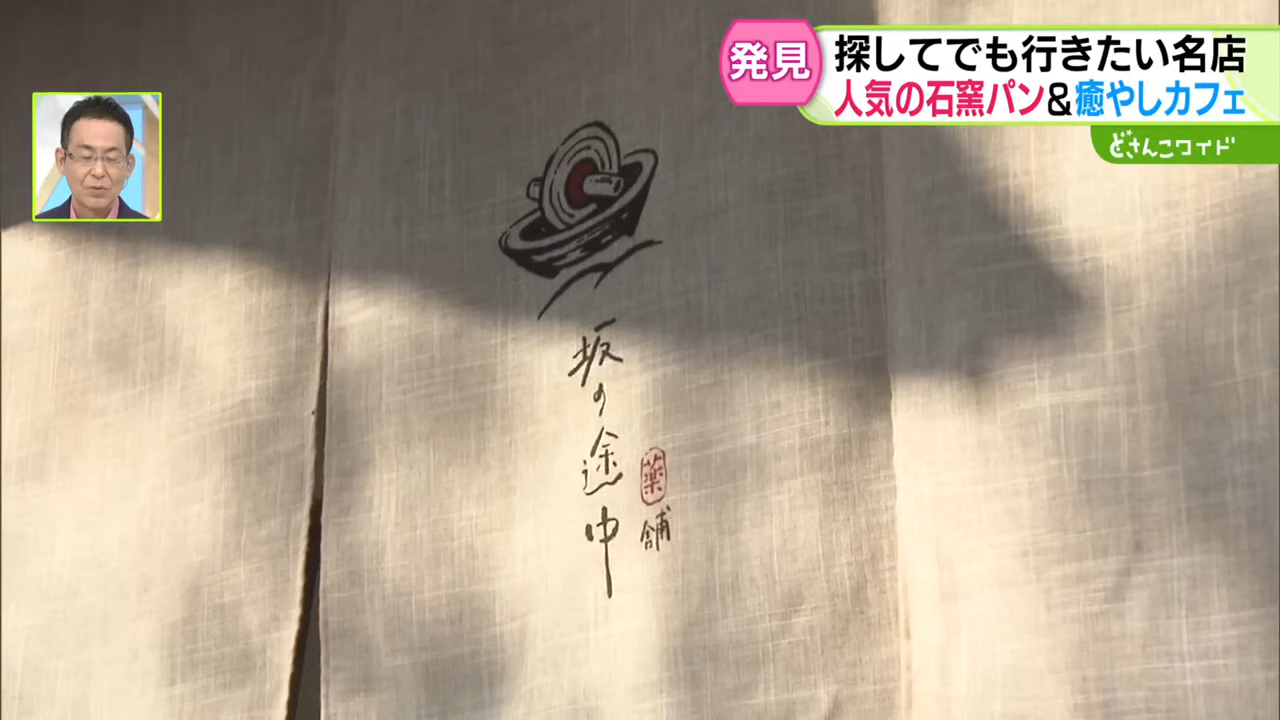 発見
探してでも行きたい名店
人気の石窯パン&癒やしカフェ
どさんこワイド
坂の途中
薬舗